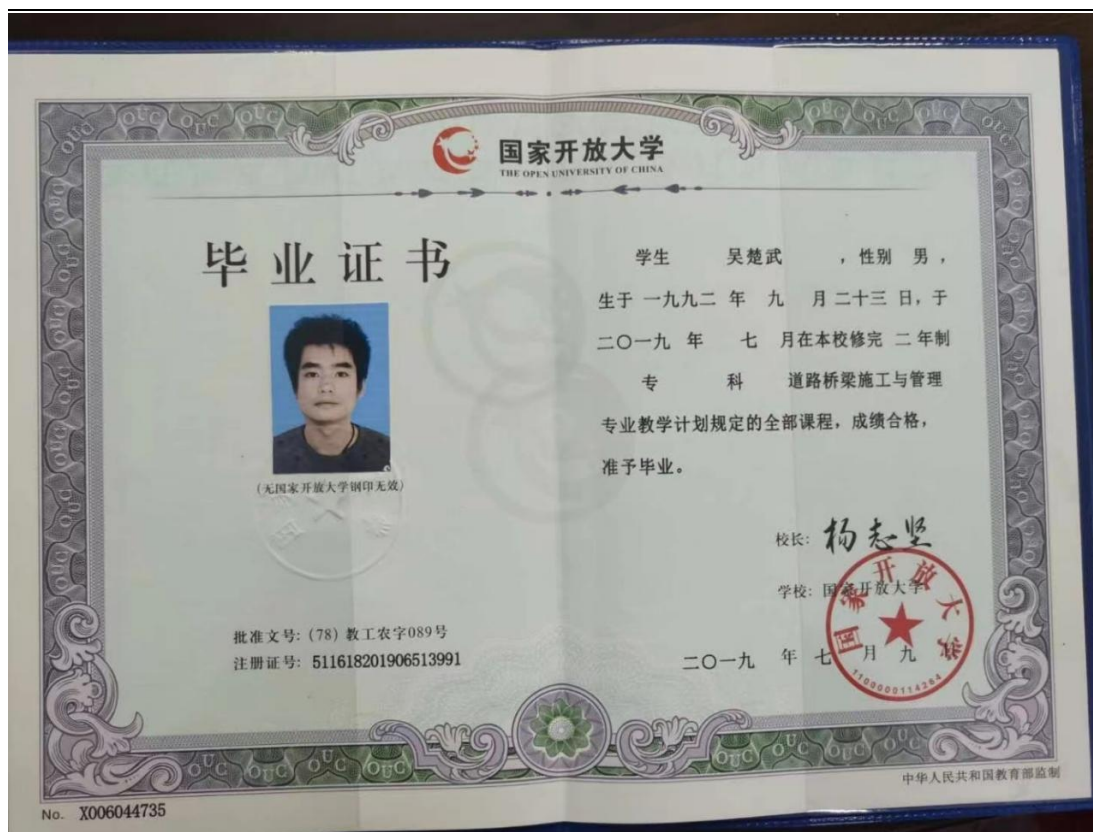 国家开放大学
THE OPEN UNIVERSITY OF CHINA
毕业证书
(无国家开放大学钢印无效)
批准文号: (78) 教工农字089号
注册证号: 511618201906513991
学生 吴楚武 ，性别 男，
生于 一九九二 年 九 月 二十三 日，于
二〇一九 年 七 月在本校修完 二 年制
专 科 道路桥梁施工与管理
专业教学计划规定的全部课程，成绩合格，
准予毕业。
校长: 杨志坚
学校: 国家开放大学
国家开放大学
1100000114284
二〇一九 年 七 月 九
中华人民共和国教育部监制
No. X006044735